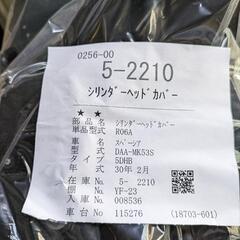 0256-00
5-2210
シリンダーヘッドカバー
★ ★
部品名 シリンダーヘッドカバー
単品型式 R06A
車名 スペーシア
型式 DAA-MK53S
タイプ 5DHB
年式 30年 2月
在庫No. 5- 2210
棚No. YF-23
入庫No. 008536
車台No. 115276 (18703-601)